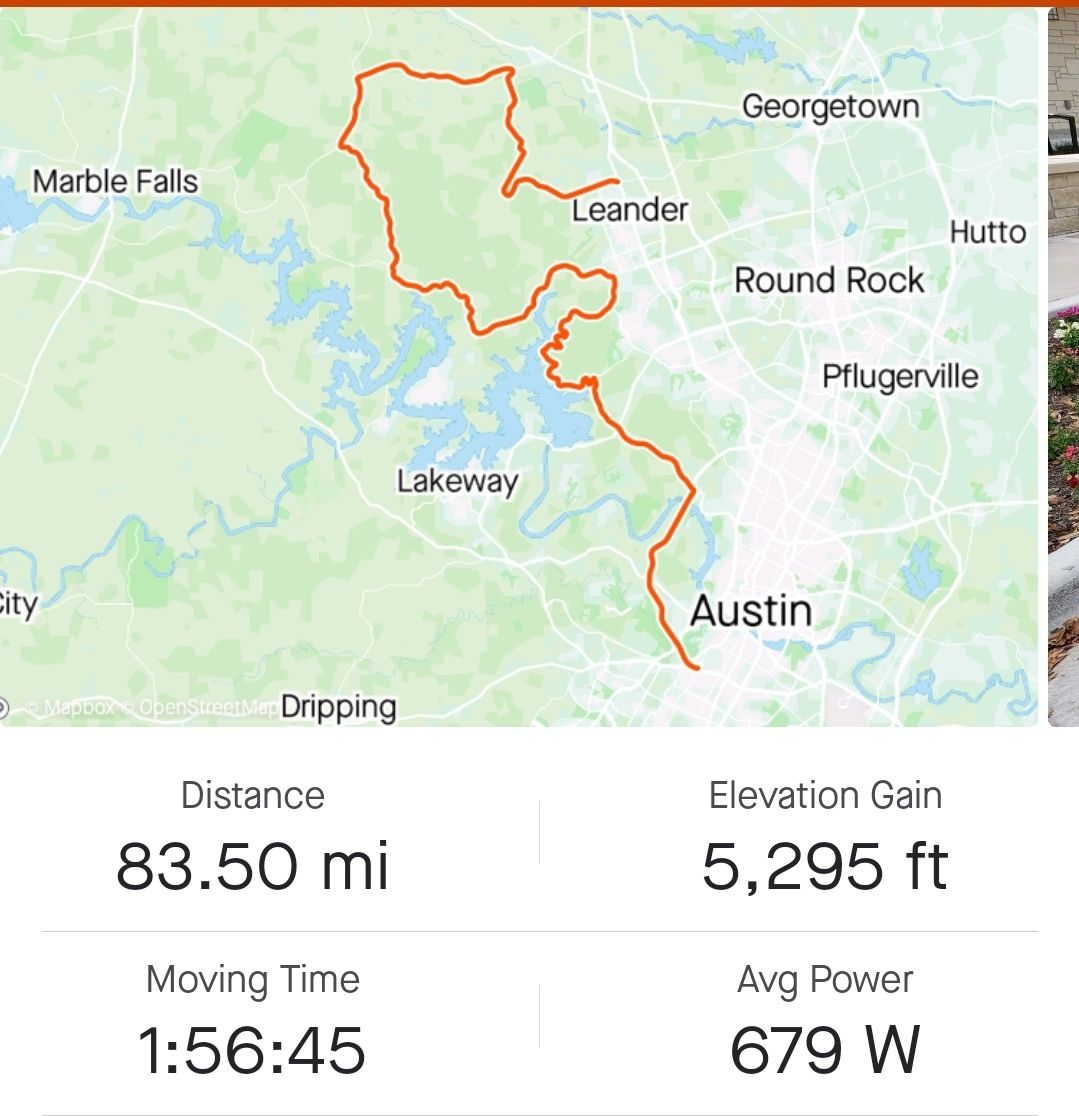 Georgetown
Marble Falls
Leander
Hutto
Round Rock
Pflugerville
Lakeway
City
Austin
© Mapbox © OpenStreetMap
Dripping
Distance
Elevation Gain
83.50 mi
5,295 ft
Moving Time
Avg Power
1:56:45
679 W